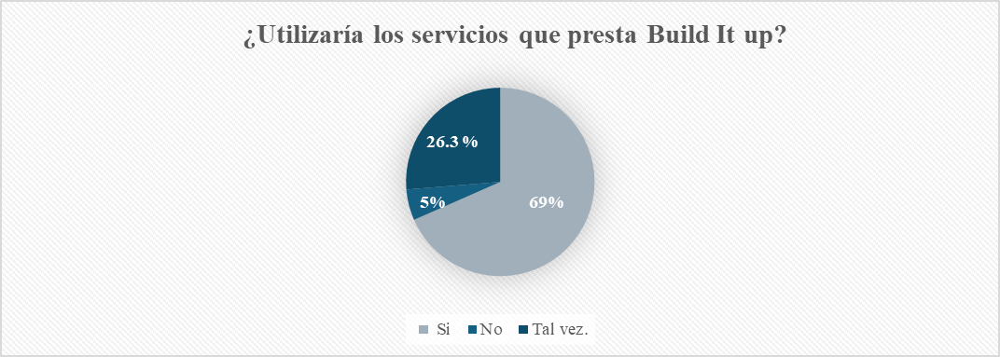 ¿Utilizaría los servicios que presta Build It up?
26.3 %
5%
69%
Si No Tal vez.